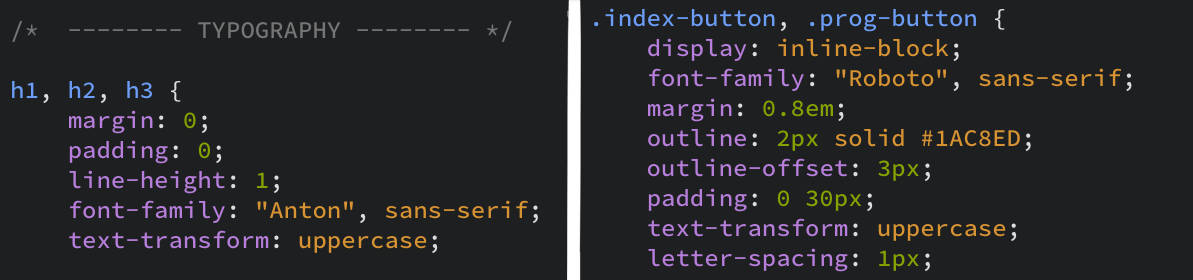 /*  -------- TYPOGRAPHY -------- */
h1, h2, h3 {
    margin: 0;
    padding: 0;
    line-height: 1;
    font-family: "Anton", sans-serif;
    text-transform: uppercase;
.index-button, .prog-button {
    display: inline-block;
    font-family: "Roboto", sans-serif;
    margin: 0.8em;
    outline: 2px solid #1AC8ED;
    outline-offset: 3px;
    padding: 0 30px;
    text-transform: uppercase;
    letter-spacing: 1px;